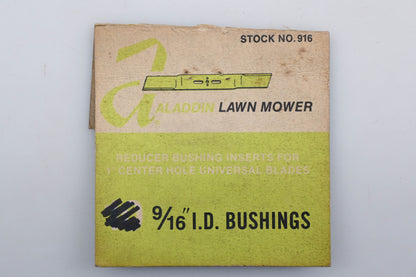 STOCK NO. 916
a
ALADDIN LAWN MOWER
REDUCER BUSHING INSERTS FOR
1" CENTER HOLE UNIVERSAL BLADES
9/16" I.D. BUSHINGS